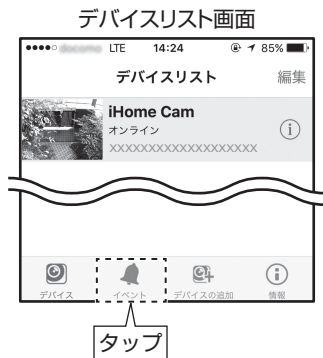 デバイスリスト画面
LTE 14:24 85%
デバイスリスト 編集
iHome Cam
オンライン
XXXXXXXXXXXXXXXXXXXX
デバイス イベント デバイスの追加 情報
タップ